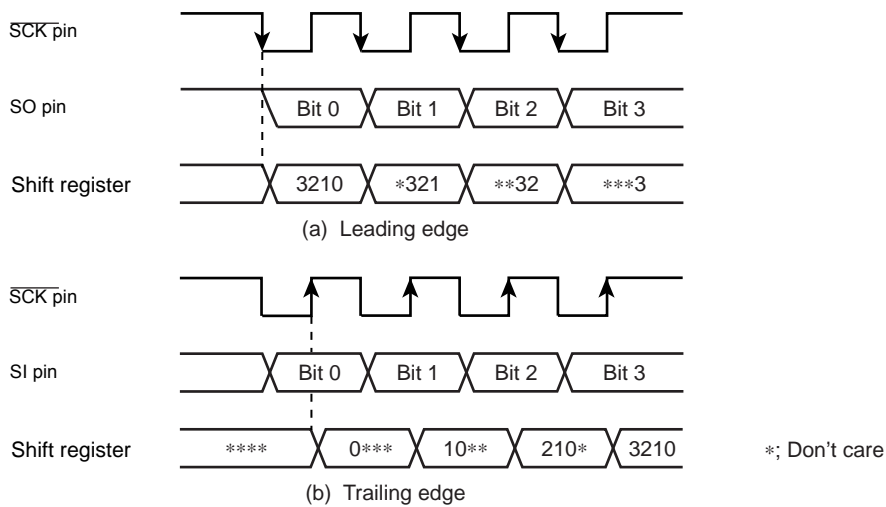 SCK pin
SO pin Bit 0 Bit 1 Bit 2 Bit 3
Shift register 3210 *321 **32 ***3
(a) Leading edge
SCK pin
SI pin Bit 0 Bit 1 Bit 2 Bit 3
Shift register **** 0*** 10** 210* 3210 *; Don't care
(b) Trailing edge